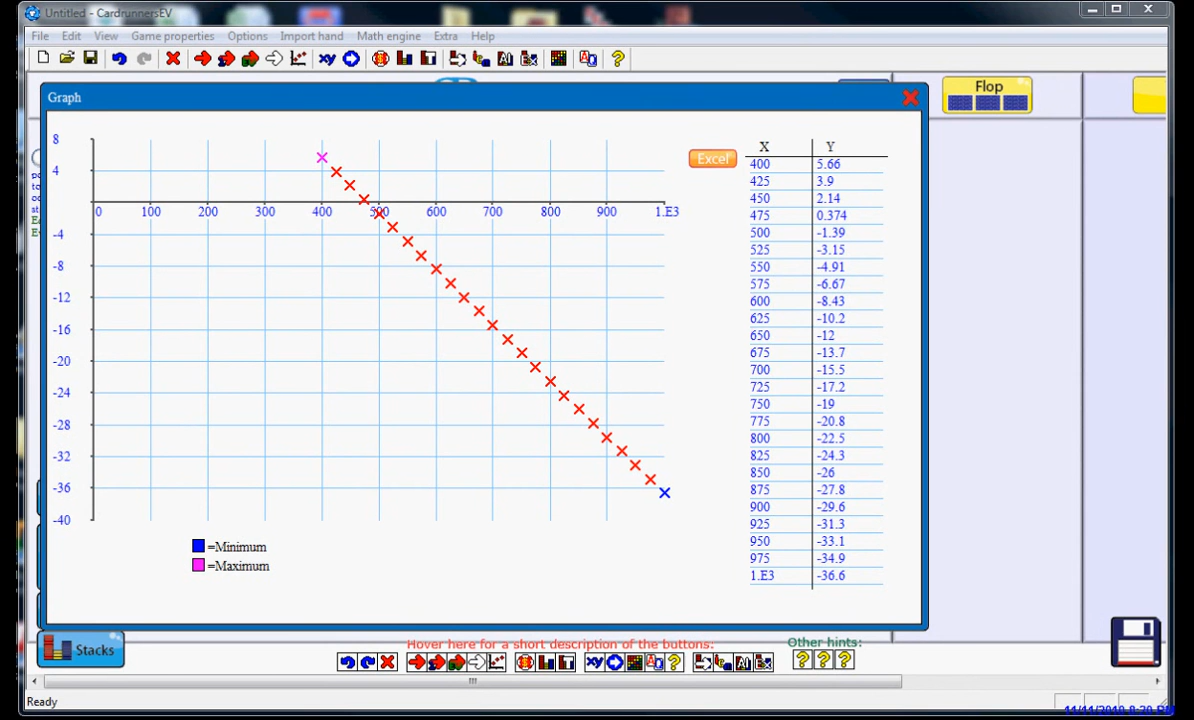 Untitled - CardrunnersEV
File Edit View Game properties Options Import hand Math engine Extra Help
Flop
Graph
Excel
X Y
400 5.66
425 3.9
450 2.14
475 0.374
500 -1.39
525 -3.15
550 -4.91
575 -6.67
600 -8.43
625 -10.2
650 -12
675 -13.7
700 -15.5
725 -17.2
750 -19
775 -20.8
800 -22.5
825 -24.3
850 -26
875 -27.8
900 -29.6
925 -31.3
950 -33.1
975 -34.9
1.E3 -36.6
8
4
0 100 200 300 400 500 600 700 800 900 1.E3
-4
-8
-12
-16
-20
-24
-28
-32
-36
-40
=Minimum
=Maximum
Stacks
Hover here for a short description of the buttons:
Other hints:
Ready